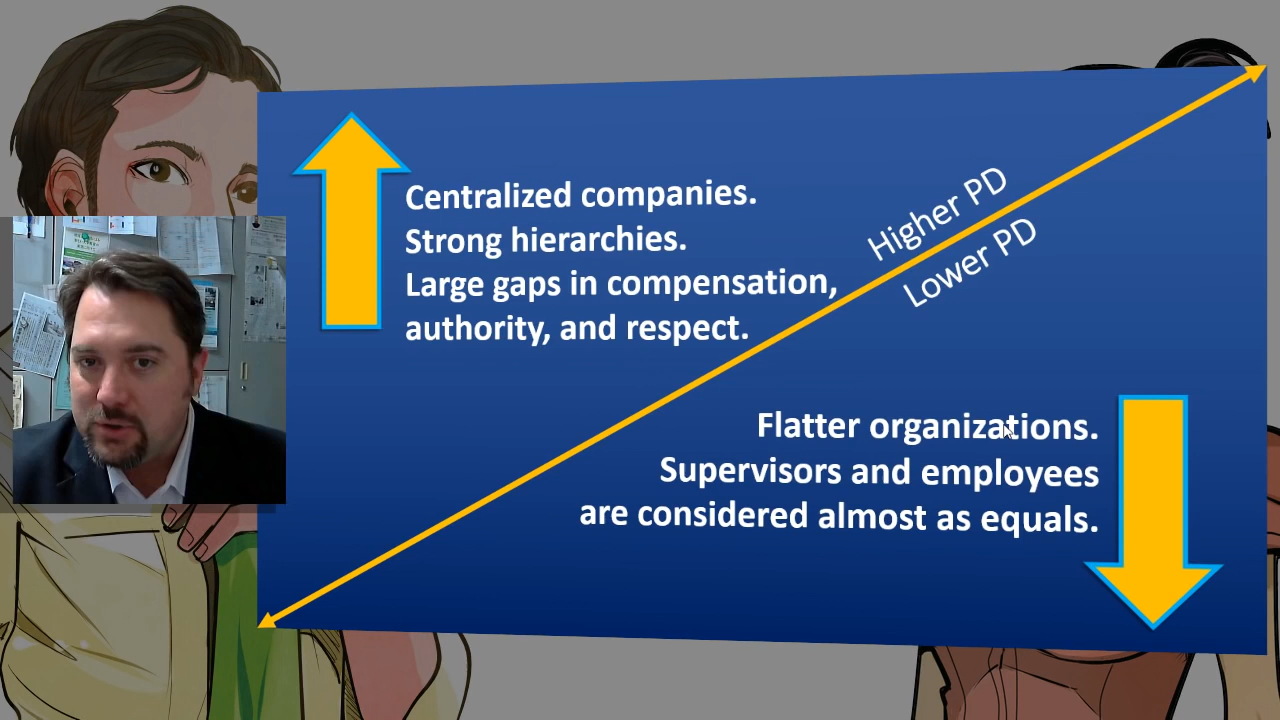 Centralized companies.
Strong hierarchies.
Large gaps in compensation,
authority, and respect.
Higher PD
Lower PD
Flatter organizations.
Supervisors and employees
are considered almost as equals.